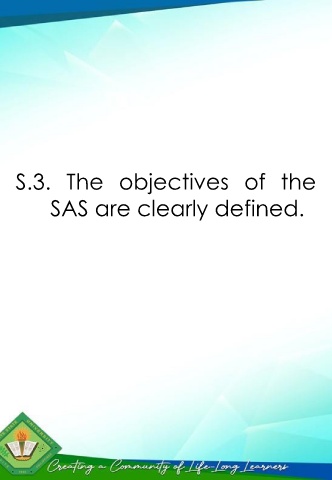 S.3. The objectives of the
SAS are clearly defined.
Creating a Community of Life-Long Learners